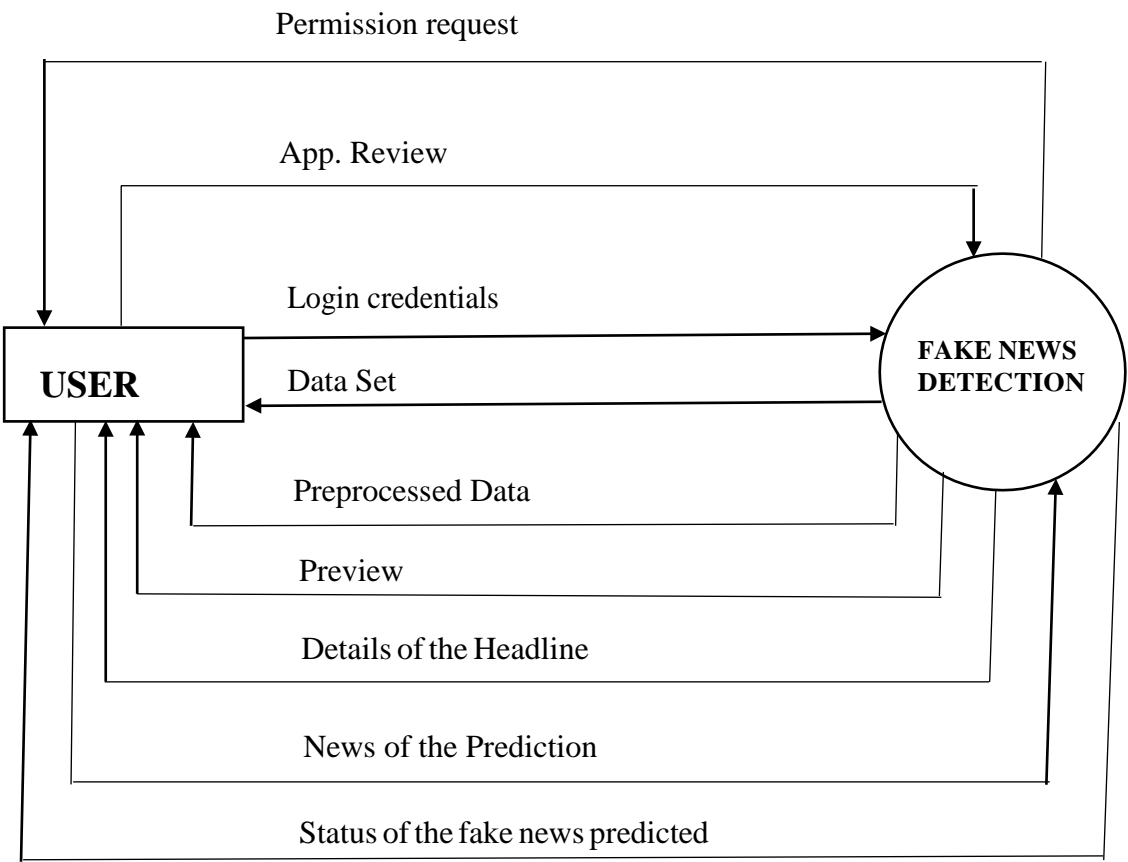 Permission request
App. Review
Login credentials
FAKE NEWS
DETECTION
USER
Data Set
Preprocessed Data
Preview
Details of the Headline
News of the Prediction
Status of the fake news predicted